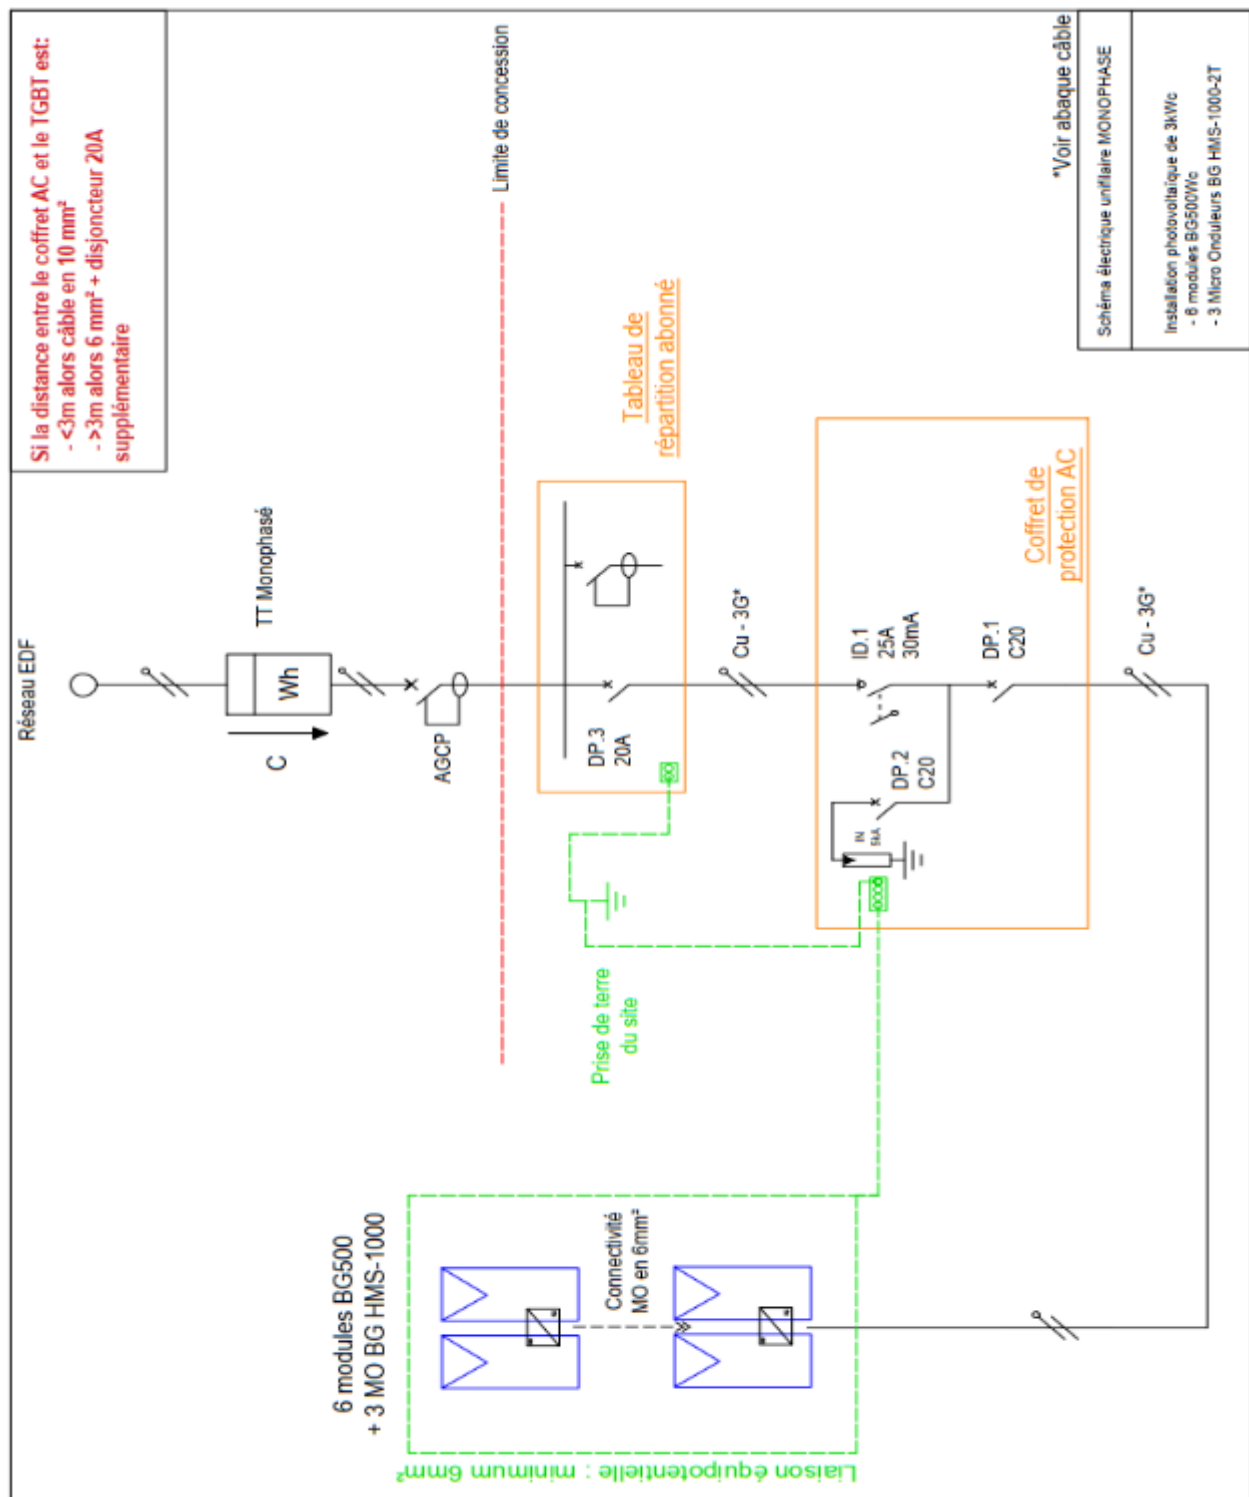 Si la distance entre le coffret AC et le TGBT est:
- <3m alors câble en 10 mm²
- >3m alors 6 mm² + disjoncteur 20A
supplémentaire
Réseau EDF
TT Monophasé
Wh
C
AGCP
Limite de concession
Tableau de
répartition abonné
DP.3
20A
Cu - 3G*
Prise de terre
du site
ID.1
25A
30mA
DP.2
C20
IN
5kA
DP.1
C20
Coffret de
protection AC
Cu - 3G*
6 modules BG500
+ 3 MO BG HMS-1000
Connectivité
MO en 6mm²
Liaison équipotentielle : minimum 6mm²
*Voir abaque câble
Schéma électrique unifilaire MONOPHASE
Installation photovoltaïque de 3kWc
- 6 modules BG500Wc
- 3 Micro Onduleurs BG HMS-1000-2T